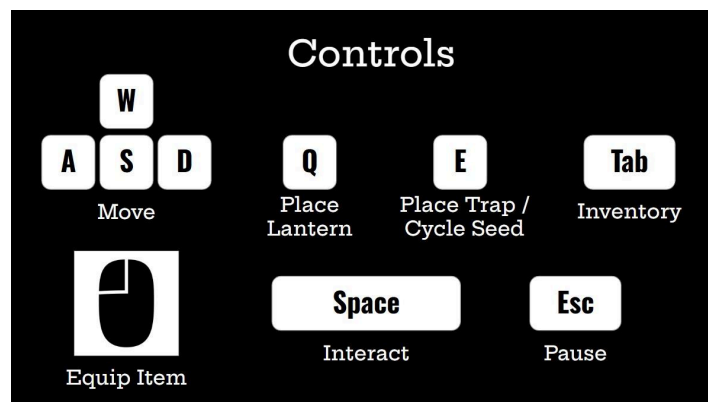 Controls
W
A S D
Move
Q
Place
Lantern
E
Place Trap /
Cycle Seed
Tab
Inventory
Equip Item
Space
Interact
Esc
Pause